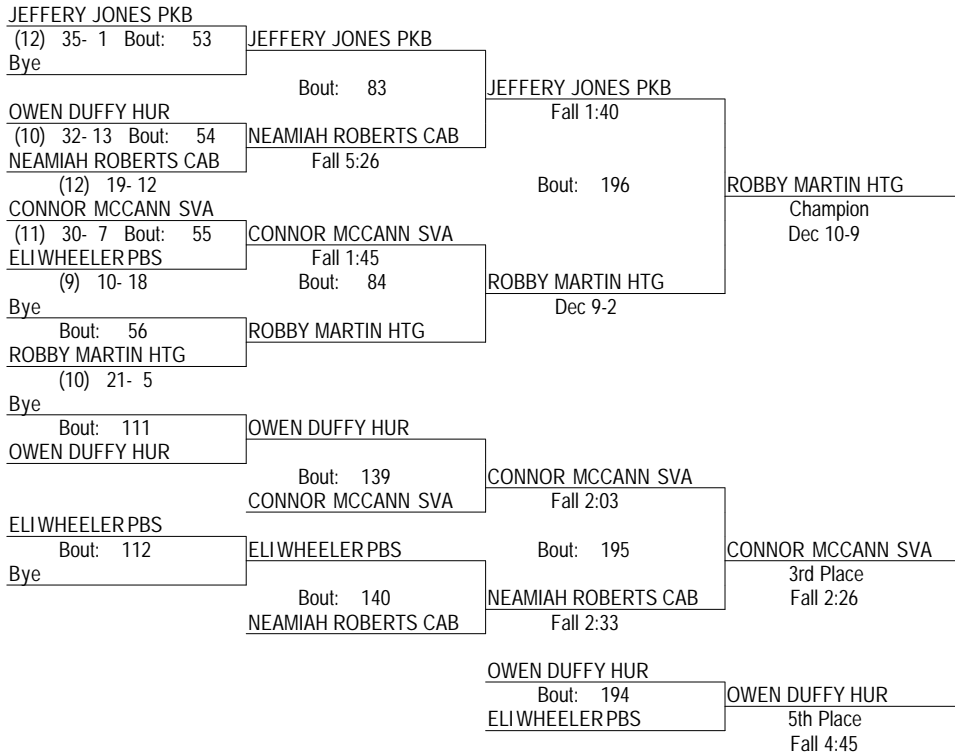 JEFFERY JONES PKB
(12) 35- 1 Bout: 53
JEFFERY JONES PKB
Bye
Bout: 83
JEFFERY JONES PKB
OWEN DUFFY HUR
Fall 1:40
(10) 32- 13 Bout: 54
NEAMIAH ROBERTS CAB
NEAMIAH ROBERTS CAB
Fall 5:26
(12) 19- 12
Bout: 196
ROBBY MARTIN HTG
CONNOR MCCANN SVA
Champion
(11) 30- 7 Bout: 55
CONNOR MCCANN SVA
Dec 10-9
ELI WHEELER PBS
Fall 1:45
(9) 10- 18
Bout: 84
ROBBY MARTIN HTG
Bye
Dec 9-2
Bout: 56
ROBBY MARTIN HTG
ROBBY MARTIN HTG
(10) 21- 5
Bye
Bout: 111
OWEN DUFFY HUR
OWEN DUFFY HUR
Bout: 139
CONNOR MCCANN SVA
CONNOR MCCANN SVA
Fall 2:03
ELI WHEELER PBS
Bout: 112
ELI WHEELER PBS
Bout: 195
CONNOR MCCANN SVA
Bye
3rd Place
Bout: 140
NEAMIAH ROBERTS CAB
Fall 2:26
NEAMIAH ROBERTS CAB
Fall 2:33
OWEN DUFFY HUR
Bout: 194
OWEN DUFFY HUR
ELI WHEELER PBS
5th Place
Fall 4:45